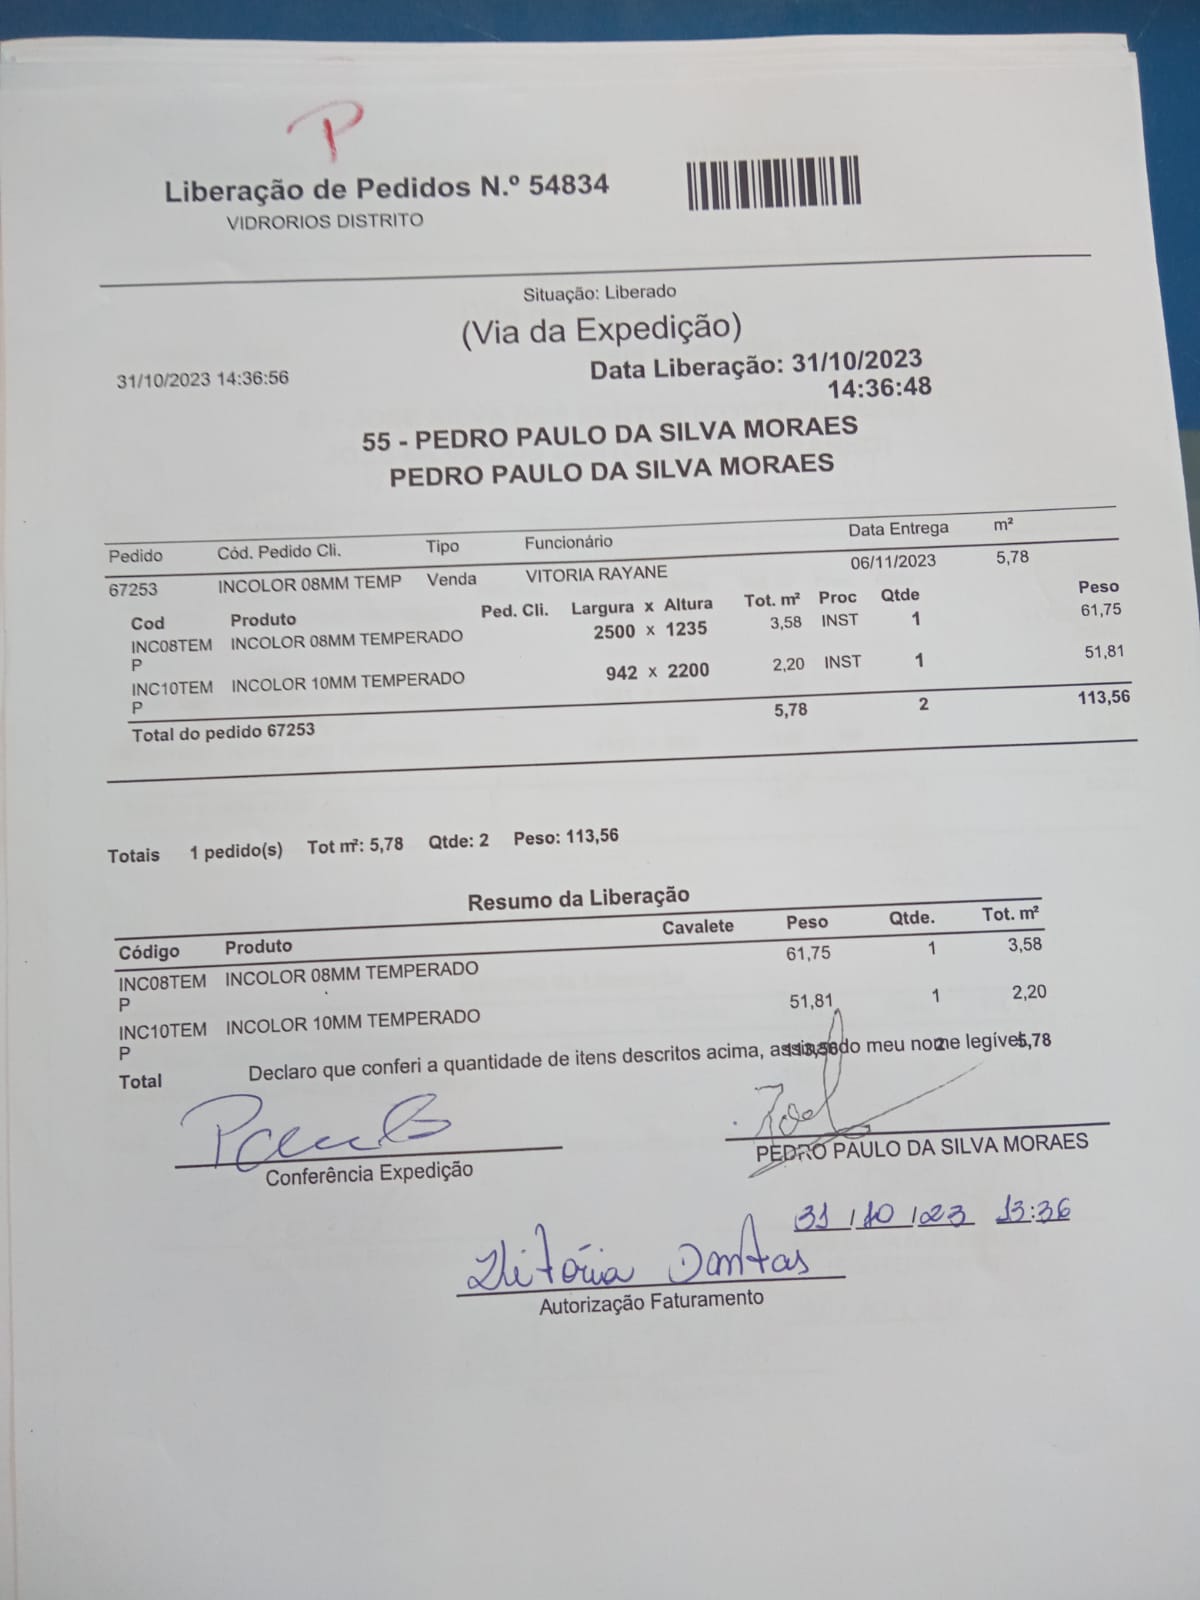 P
Liberação de Pedidos N.º 54834
VIDRORIOS DISTRITO
Situação: Liberado
(Via da Expedição)
31/10/2023 14:36:56
Data Liberação: 31/10/2023
14:36:48
55 - PEDRO PAULO DA SILVA MORAES
PEDRO PAULO DA SILVA MORAES
Pedido Cód. Pedido Cli. Tipo Funcionário Data Entrega m²
67253 INCOLOR 08MM TEMP Venda VITORIA RAYANE 06/11/2023 5,78
Cod Produto Ped. Cli. Largura x Altura Tot. m² Proc Qtde Peso
INC08TEM INCOLOR 08MM TEMPERADO 2500 x 1235 3,58 INST 1 61,75
P
INC10TEM INCOLOR 10MM TEMPERADO 942 x 2200 2,20 INST 1 51,81
P
Total do pedido 67253 5,78 2 113,56
Totais 1 pedido(s) Tot m²: 5,78 Qtde: 2 Peso: 113,56
Resumo da Liberação
Código Produto Cavalete Peso Qtde. Tot. m²
INC08TEM INCOLOR 08MM TEMPERADO 61,75 1 3,58
P
INC10TEM INCOLOR 10MM TEMPERADO 51,81 1 2,20
P
Total 113,56 2 5,78
Declaro que conferi a quantidade de itens descritos acima, assinado meu nome legível.
Conferência Expedição
PEDRO PAULO DA SILVA MORAES
31/10/23 13:36
Vitória Dantas
Autorização Faturamento